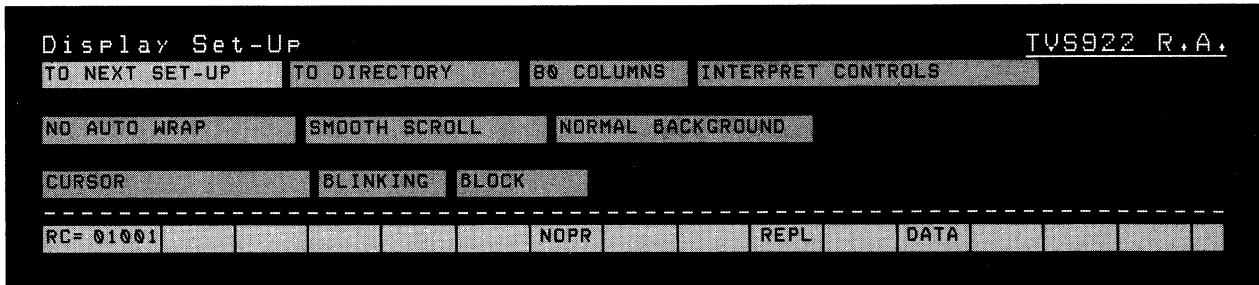 Display Set-Up TVS922 R.A.
TO NEXT SET-UP TO DIRECTORY 80 COLUMNS INTERPRET CONTROLS
NO AUTO WRAP SMOOTH SCROLL NORMAL BACKGROUND
CURSOR BLINKING BLOCK
RC= 01001 NOPR REPL DATA